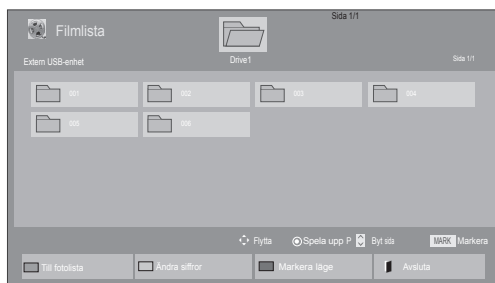 Sida 1/1
Filmlista
Drive1
Extern USB-enhet
Sida 1/1
001 002 003 004
005 006
Flytta Spela upp P Byt sida MARK Markera
Till fotolista Ändra siffror Markera läge Avsluta